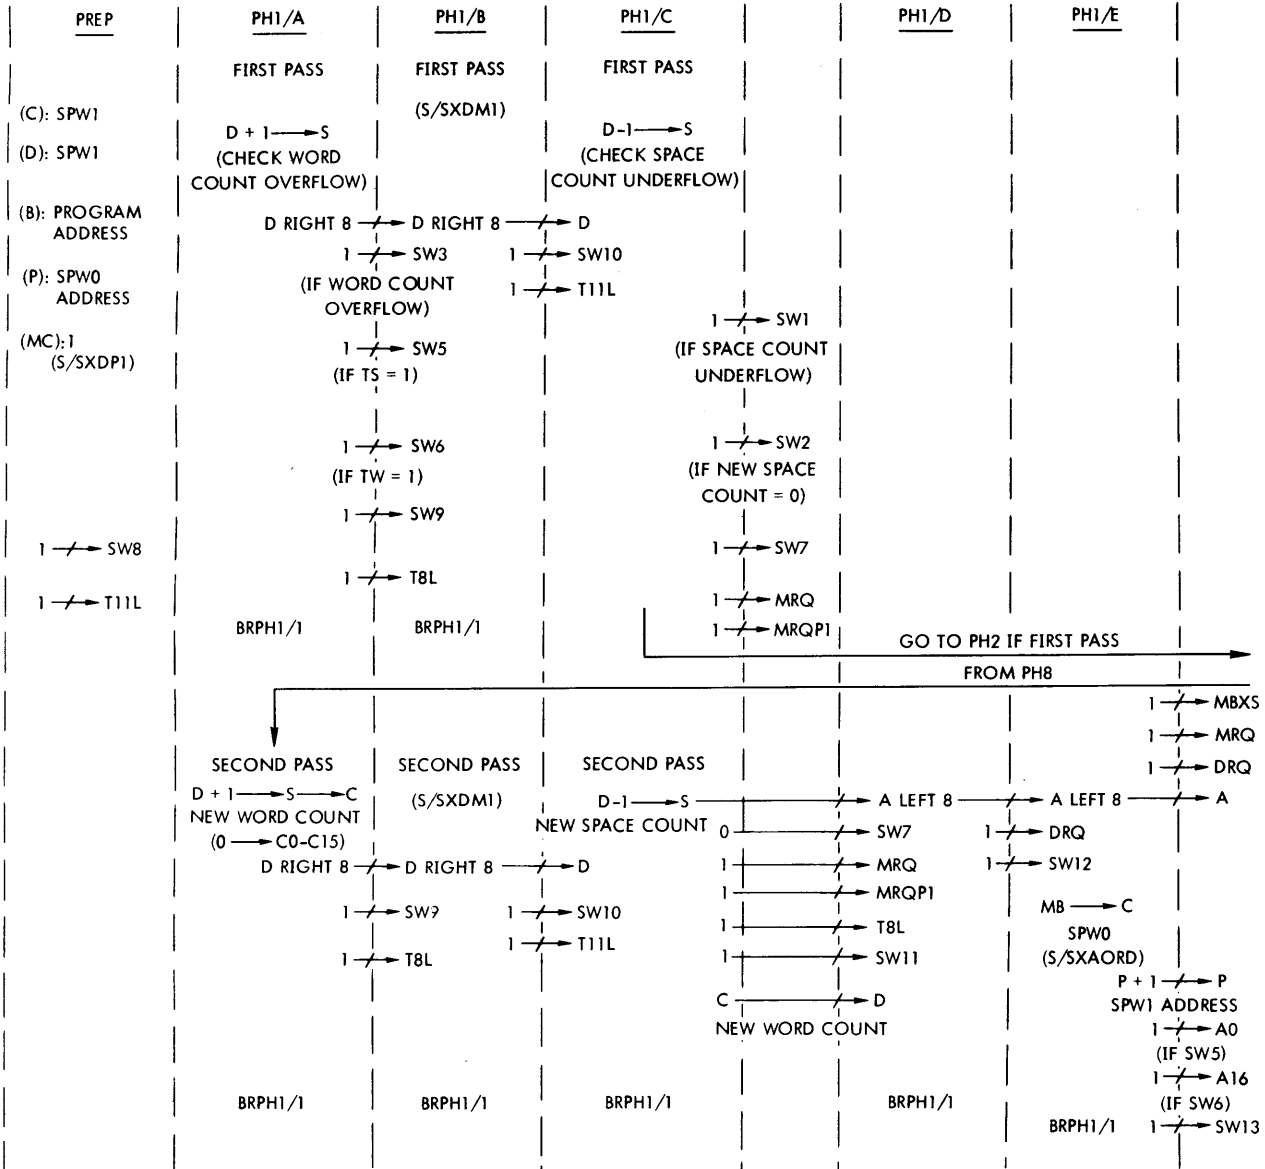 PREP PH1/A PH1/B PH1/C PH1/D PH1/E
FIRST PASS FIRST PASS FIRST PASS
(C): SPW1 (S/SXDM1)
D + 1 → S D-1 → S
(D): SPW1 (CHECK WORD (CHECK SPACE
COUNT OVERFLOW) COUNT UNDERFLOW)
(B): PROGRAM D RIGHT 8 → D RIGHT 8 → D
ADDRESS
1 → SW3 1 → SW10
(P): SPW0 (IF WORD COUNT 1 → T11L
ADDRESS OVERFLOW)
1 → SW1
(MC):1 1 → SW5 (IF SPACE COUNT
(S/SXDP1) (IF TS = 1) UNDERFLOW)
1 → SW6 1 → SW2
(IF TW = 1) (IF NEW SPACE
COUNT = 0)
1 → SW9
1 → SW8 1 → SW7
1 → T8L
1 → T11L 1 → MRQ
BRPH1/1 BRPH1/1 1 → MRQP1
GO TO PH2 IF FIRST PASS
FROM PH8
1 → MBXS
1 → MRQ
SECOND PASS SECOND PASS SECOND PASS 1 → DRQ
D + 1 → S → C (S/SXDM1) D-1 → S → A LEFT 8 → A LEFT 8 → A
NEW WORD COUNT NEW SPACE COUNT 0 → SW7 1 → DRQ
(0 → C0-C15)
D RIGHT 8 → D RIGHT 8 → D 1 → MRQ 1 → SW12
1 → MRQP1
1 → SW9 1 → SW10 MB → C
1 → T8L SPW0
1 → T11L
1 → T8L 1 → SW11 (S/SXAORD)
P + 1 → P
C → D SPW1 ADDRESS
NEW WORD COUNT 1 → A0
(IF SW5)
1 → A16
BRPH1/1 BRPH1/1 BRPH1/1 BRPH1/1 (IF SW6)
BRPH1/1 1 → SW13